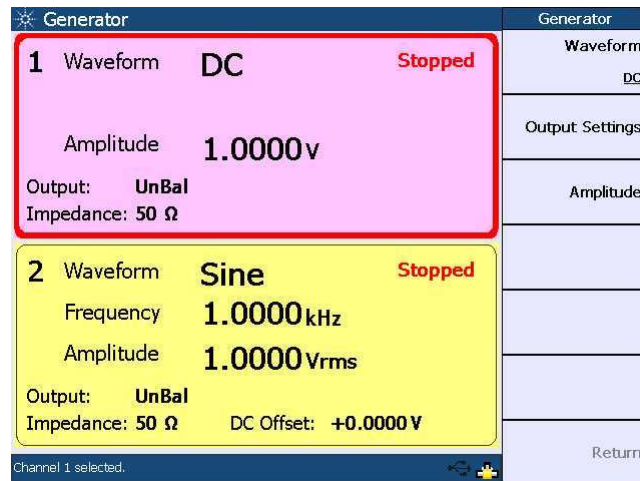 Generator
1 Waveform DC Stopped
Amplitude 1.0000 V
Output: UnBal
Impedance: 50 Ω
2 Waveform Sine Stopped
Frequency 1.0000 kHz
Amplitude 1.0000 Vrms
Output: UnBal
Impedance: 50 Ω DC Offset: +0.0000 V
Channel 1 selected.
Generator
Waveform
DC
Output Settings
Amplitude
Return